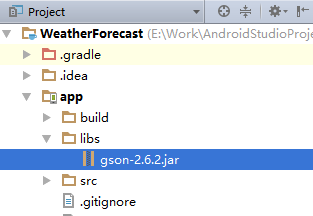 Project
WeatherForecast (E:\Work\AndroidStudioProje
.gradle
.idea
app
build
libs
gson-2.6.2.jar
src
.gitignore